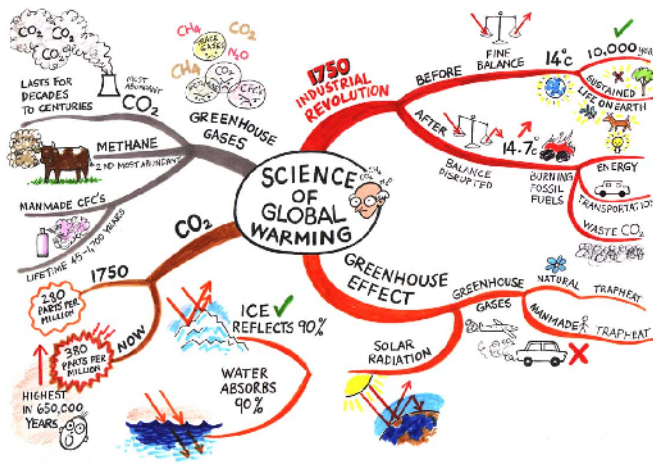 SCIENCE
OF
GLOBAL
WARMING
CH4
CO2
N2O
1750
INDUSTRIAL
REVOLUTION
BEFORE
FINE
BALANCE
14°C
10,000 years
SUSTAINED
LIFE ON EARTH
AFTER
BALANCE
DISRUPTED
14.7°C
BURNING
FOSSIL
FUELS
ENERGY
TRANSPORTATION
WASTE CO2
GREENHOUSE
EFFECT
GREENHOUSE
GASES
NATURAL
TRAPHEAT
MANMADE
TRAPHEAT
SOLAR
RADIATION
ICE
REFLECTS 90%
WATER
ABSORBS
90%
CO2
1750
280
PARTS PER
MILLION
NOW
380
PARTS PER
MILLION
HIGHEST
IN 650,000
YEARS
GREENHOUSE
GASES
CH4
CO2
N2O
CH4
TRACE
GASES
CO2
CFC's
CO2
CO2
CO2
LASTS FOR
DECADES
TO CENTURIES
MOST
ABUNDANT
CO2
METHANE
2ND MOST ABUNDANT
MANMADE CFC'S
LIFETIME 45-1,700 YEARS